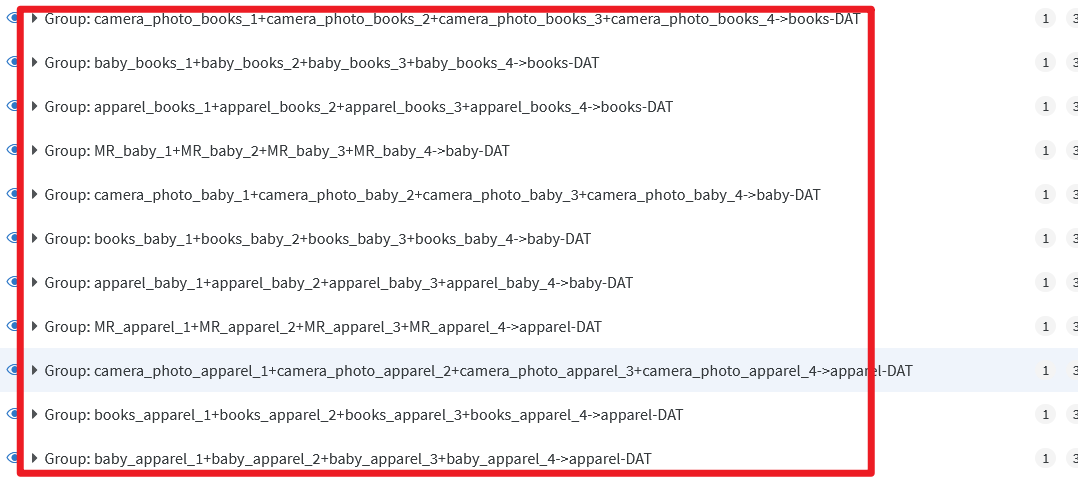 Group: camera_photo_books_1+camera_photo_books_2+camera_photo_books_3+camera_photo_books_4->books-DAT 1 3
Group: baby_books_1+baby_books_2+baby_books_3+baby_books_4->books-DAT 1 3
Group: apparel_books_1+apparel_books_2+apparel_books_3+apparel_books_4->books-DAT 1 3
Group: MR_baby_1+MR_baby_2+MR_baby_3+MR_baby_4->baby-DAT 1 3
Group: camera_photo_baby_1+camera_photo_baby_2+camera_photo_baby_3+camera_photo_baby_4->baby-DAT 1 3
Group: books_baby_1+books_baby_2+books_baby_3+books_baby_4->baby-DAT 1 3
Group: apparel_baby_1+apparel_baby_2+apparel_baby_3+apparel_baby_4->baby-DAT 1 3
Group: MR_apparel_1+MR_apparel_2+MR_apparel_3+MR_apparel_4->apparel-DAT 1 3
Group: camera_photo_apparel_1+camera_photo_apparel_2+camera_photo_apparel_3+camera_photo_apparel_4->apparel-DAT 1 3
Group: books_apparel_1+books_apparel_2+books_apparel_3+books_apparel_4->apparel-DAT 1 3
Group: baby_apparel_1+baby_apparel_2+baby_apparel_3+baby_apparel_4->apparel-DAT 1 3